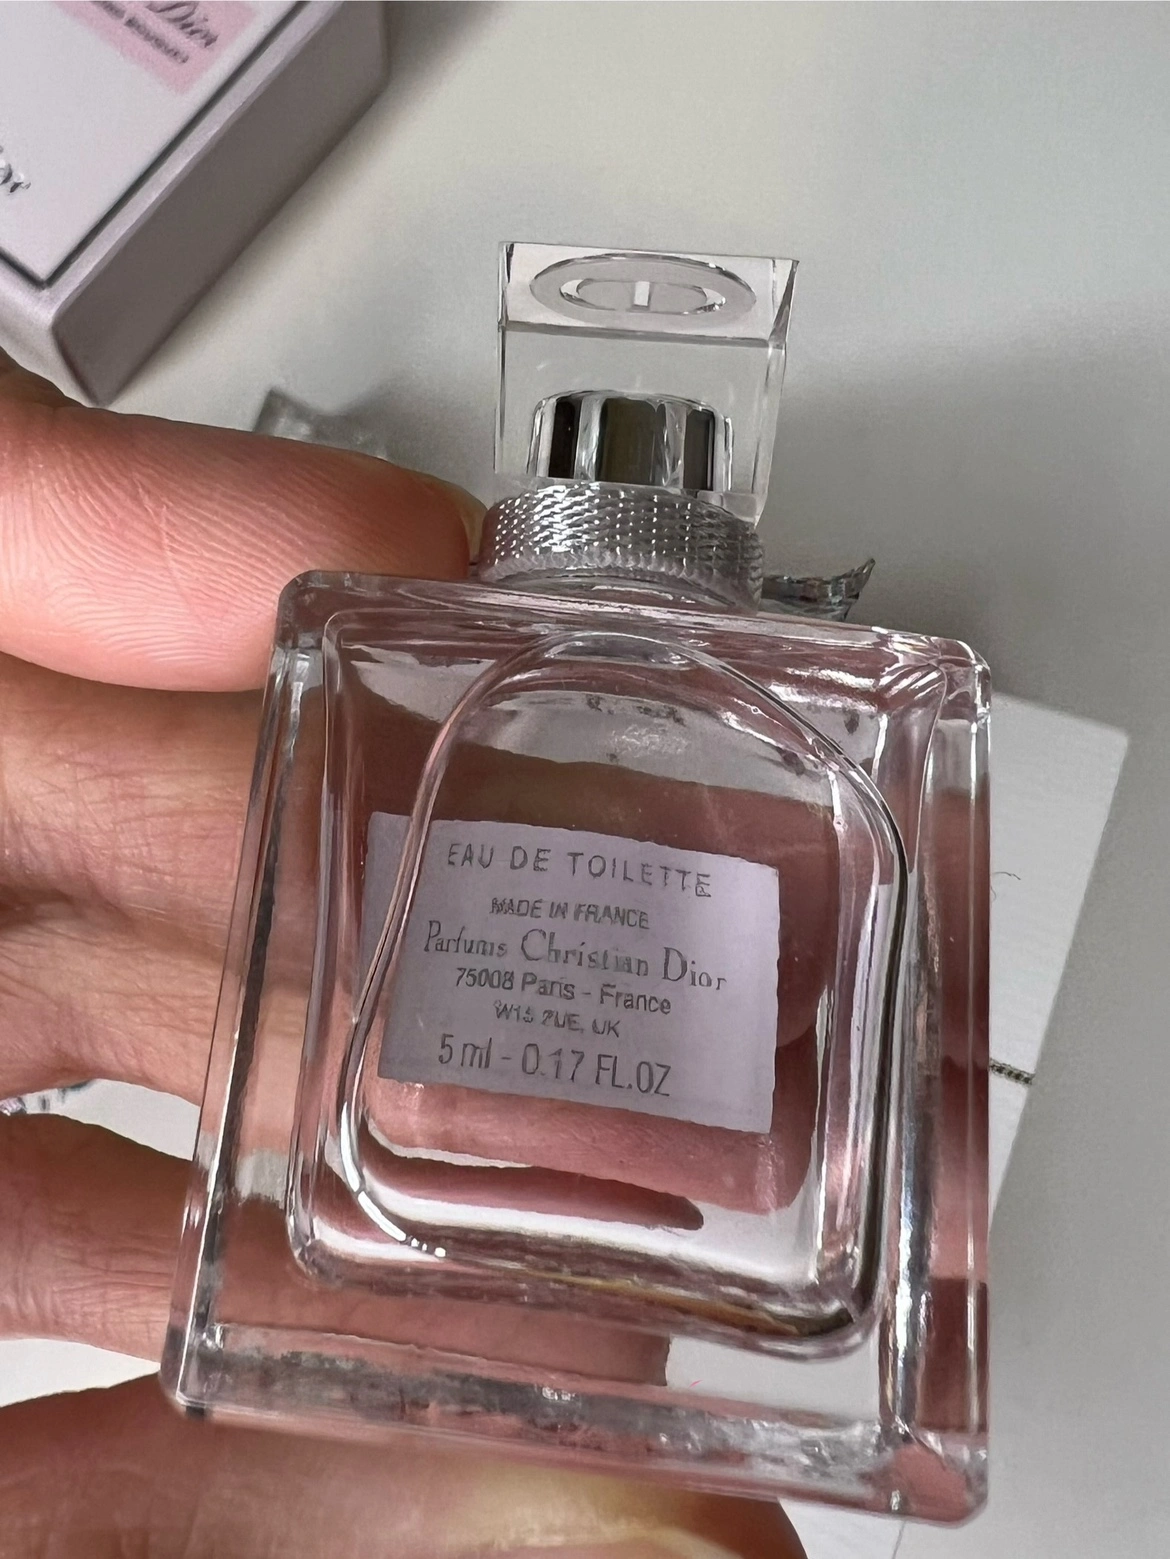 Dior
EAU DE TOILETTE
MADE IN FRANCE
Parfums Christian Dior
75008 Paris - France
W1S 2UE, UK
5 ml - 0.17 FL.OZ